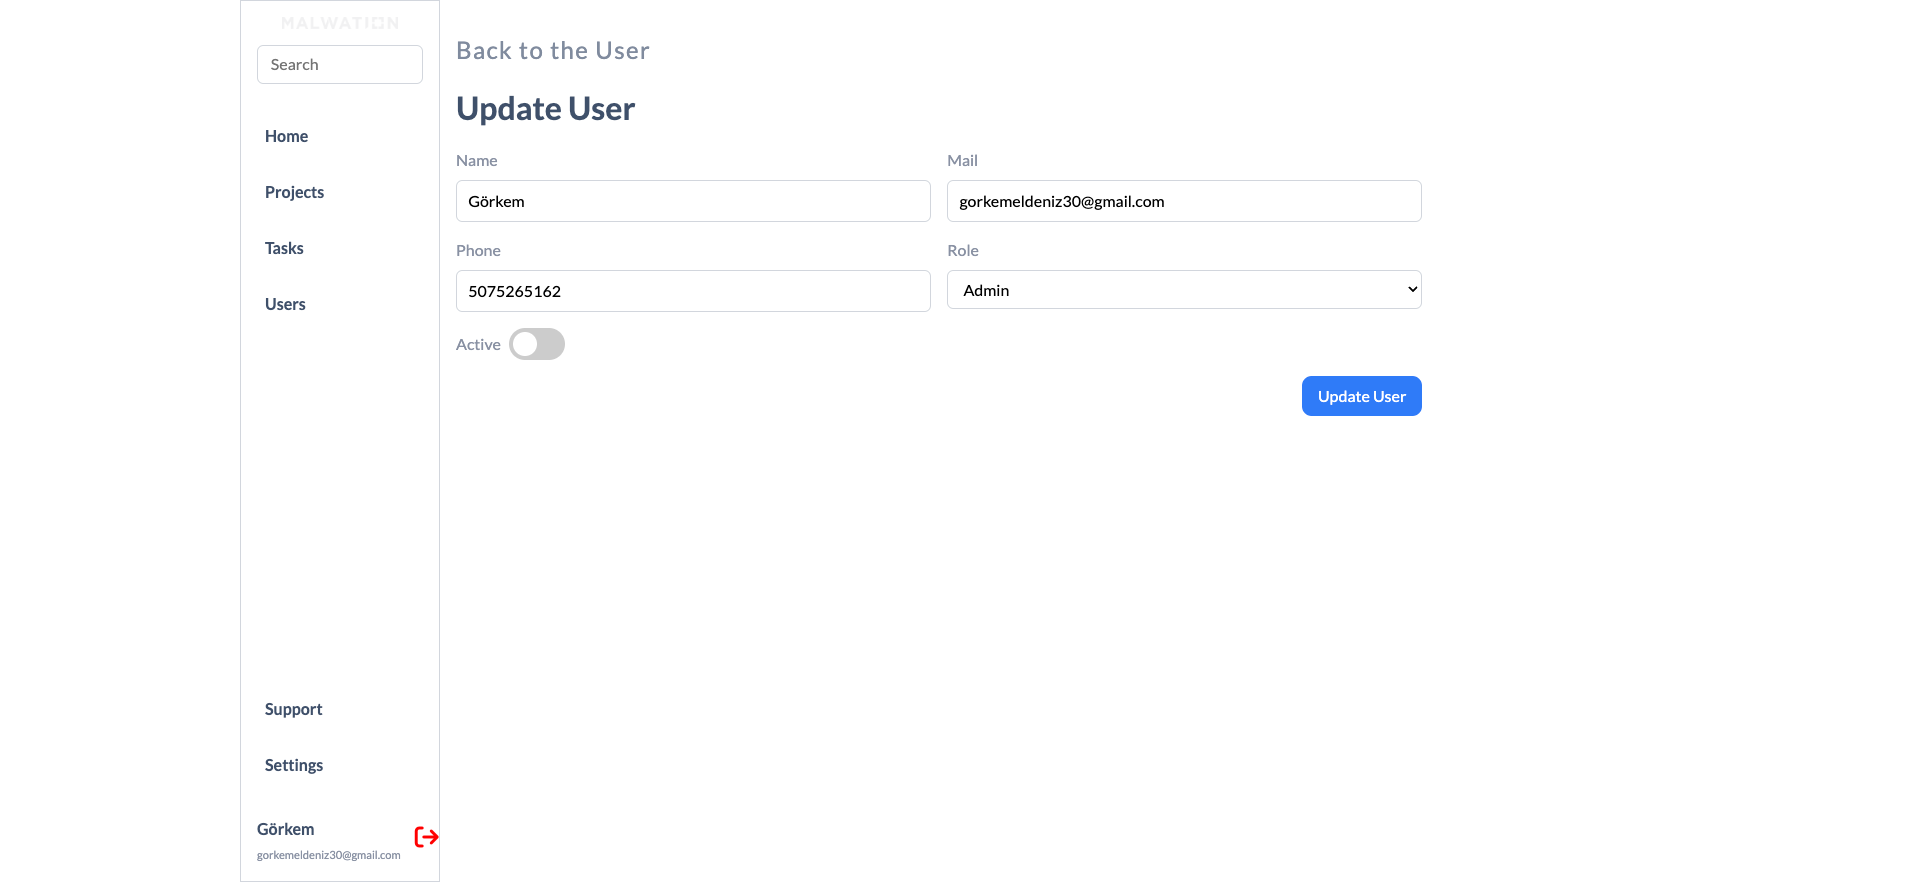 MALWATION
Search
Home
Projects
Tasks
Users
Support
Settings
Görkem
gorkemeldeniz30@gmail.com
Back to the User
Update User
Name
Mail
Görkem
gorkemeldeniz30@gmail.com
Phone
Role
5075265162
Admin
Active
Update User